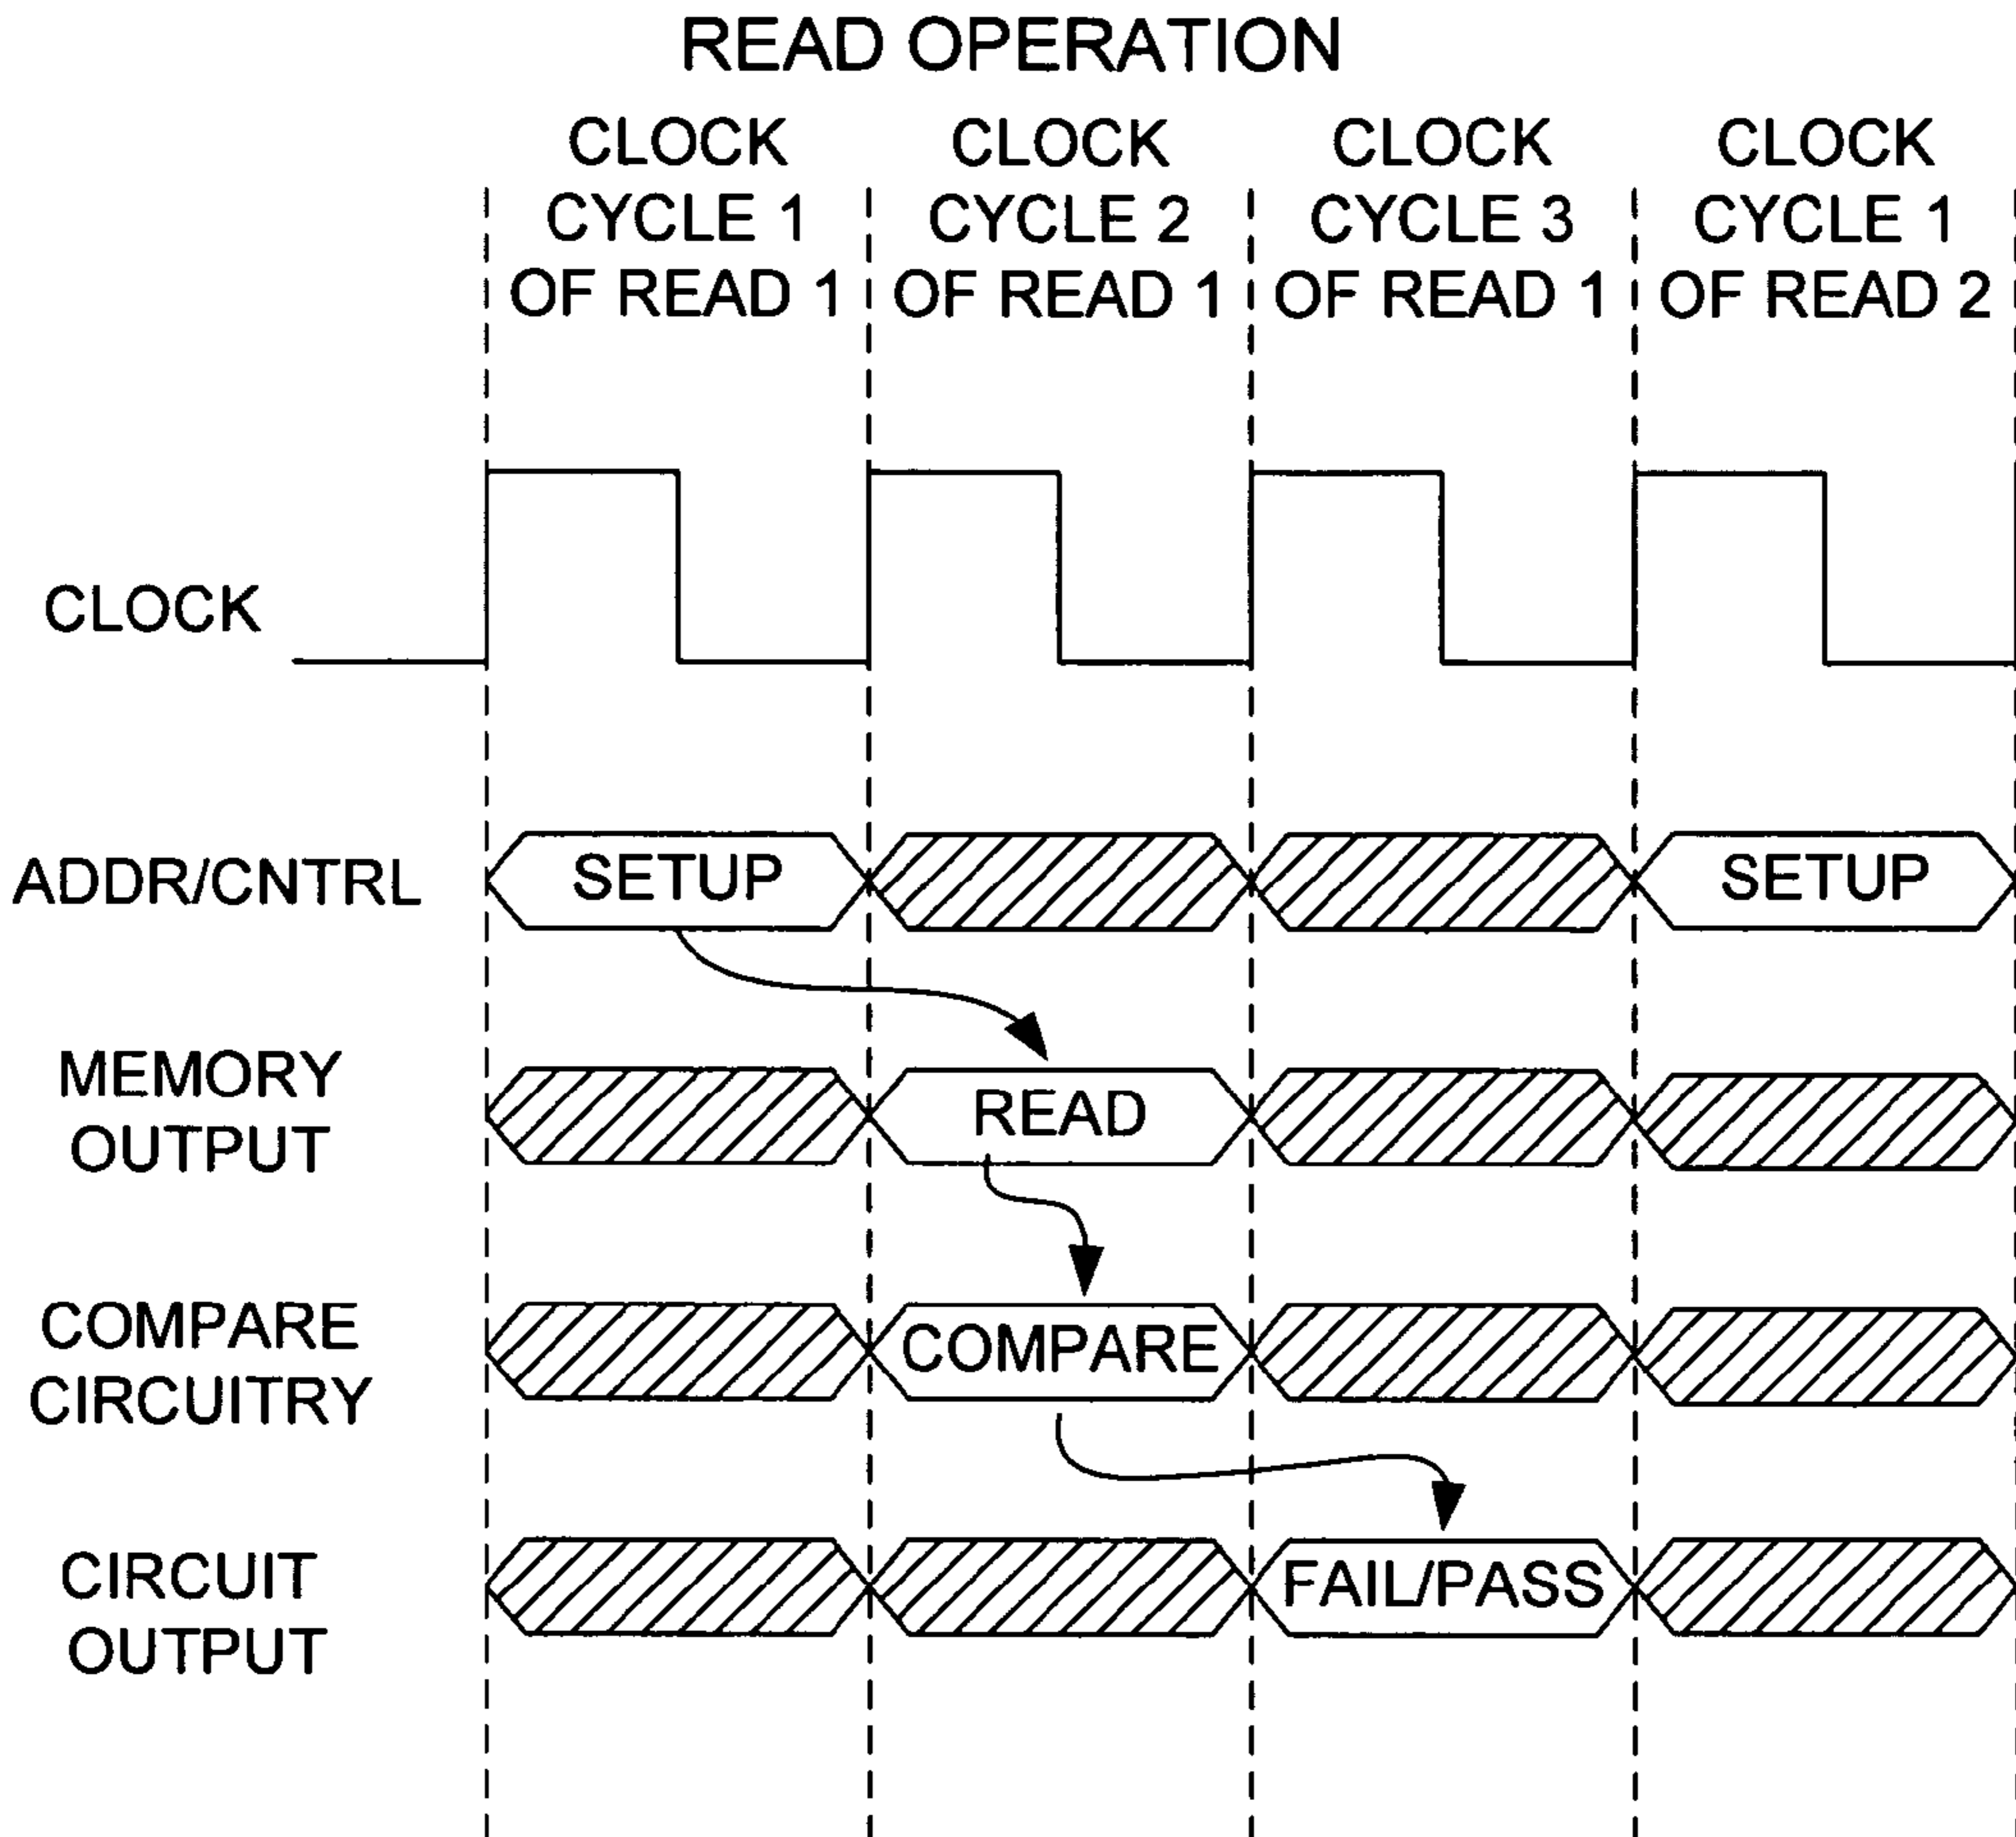 READ OPERATION
CLOCK
CYCLE 1
OF READ 1
CLOCK
CYCLE 2
OF READ 1
CLOCK
CYCLE 3
OF READ 1
CLOCK
CYCLE 1
OF READ 2
CLOCK
ADDR/CNTRL
SETUP
SETUP
MEMORY
OUTPUT
READ
COMPARE
CIRCUITRY
COMPARE
CIRCUIT
OUTPUT
FAIL/PASS